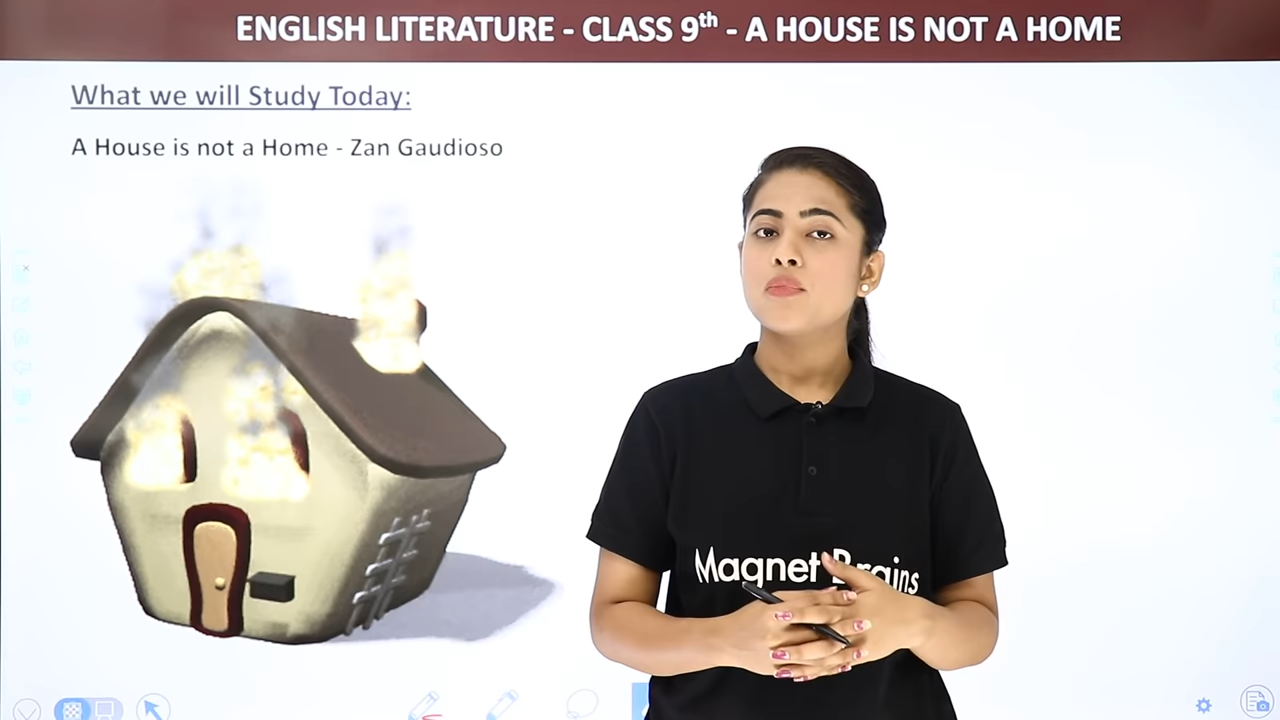 ENGLISH LITERATURE - CLASS 9th - A HOUSE IS NOT A HOME
What we will Study Today:
A House is not a Home - Zan Gaudioso
Magnet Brains